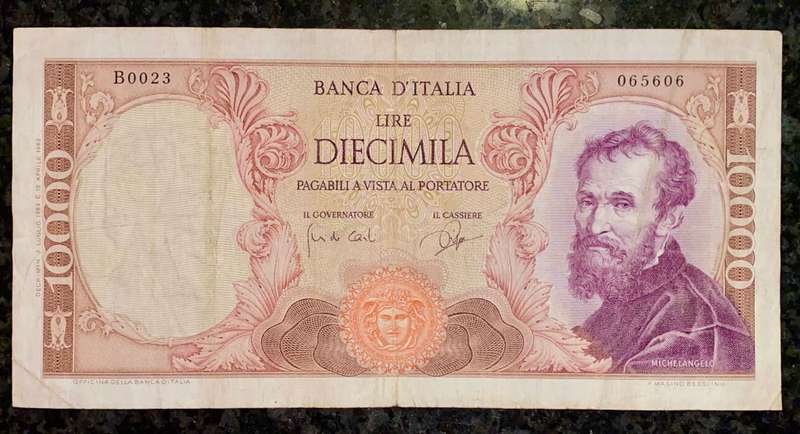 B0023
065606
BANCA D'ITALIA
LIRE
DIECIMILA
PAGABILI A VISTA AL PORTATORE
IL GOVERNATORE IL CASSIERE
10000
10000
MICHELANGELO
OFFICINA DELLA BANCA D'ITALIA